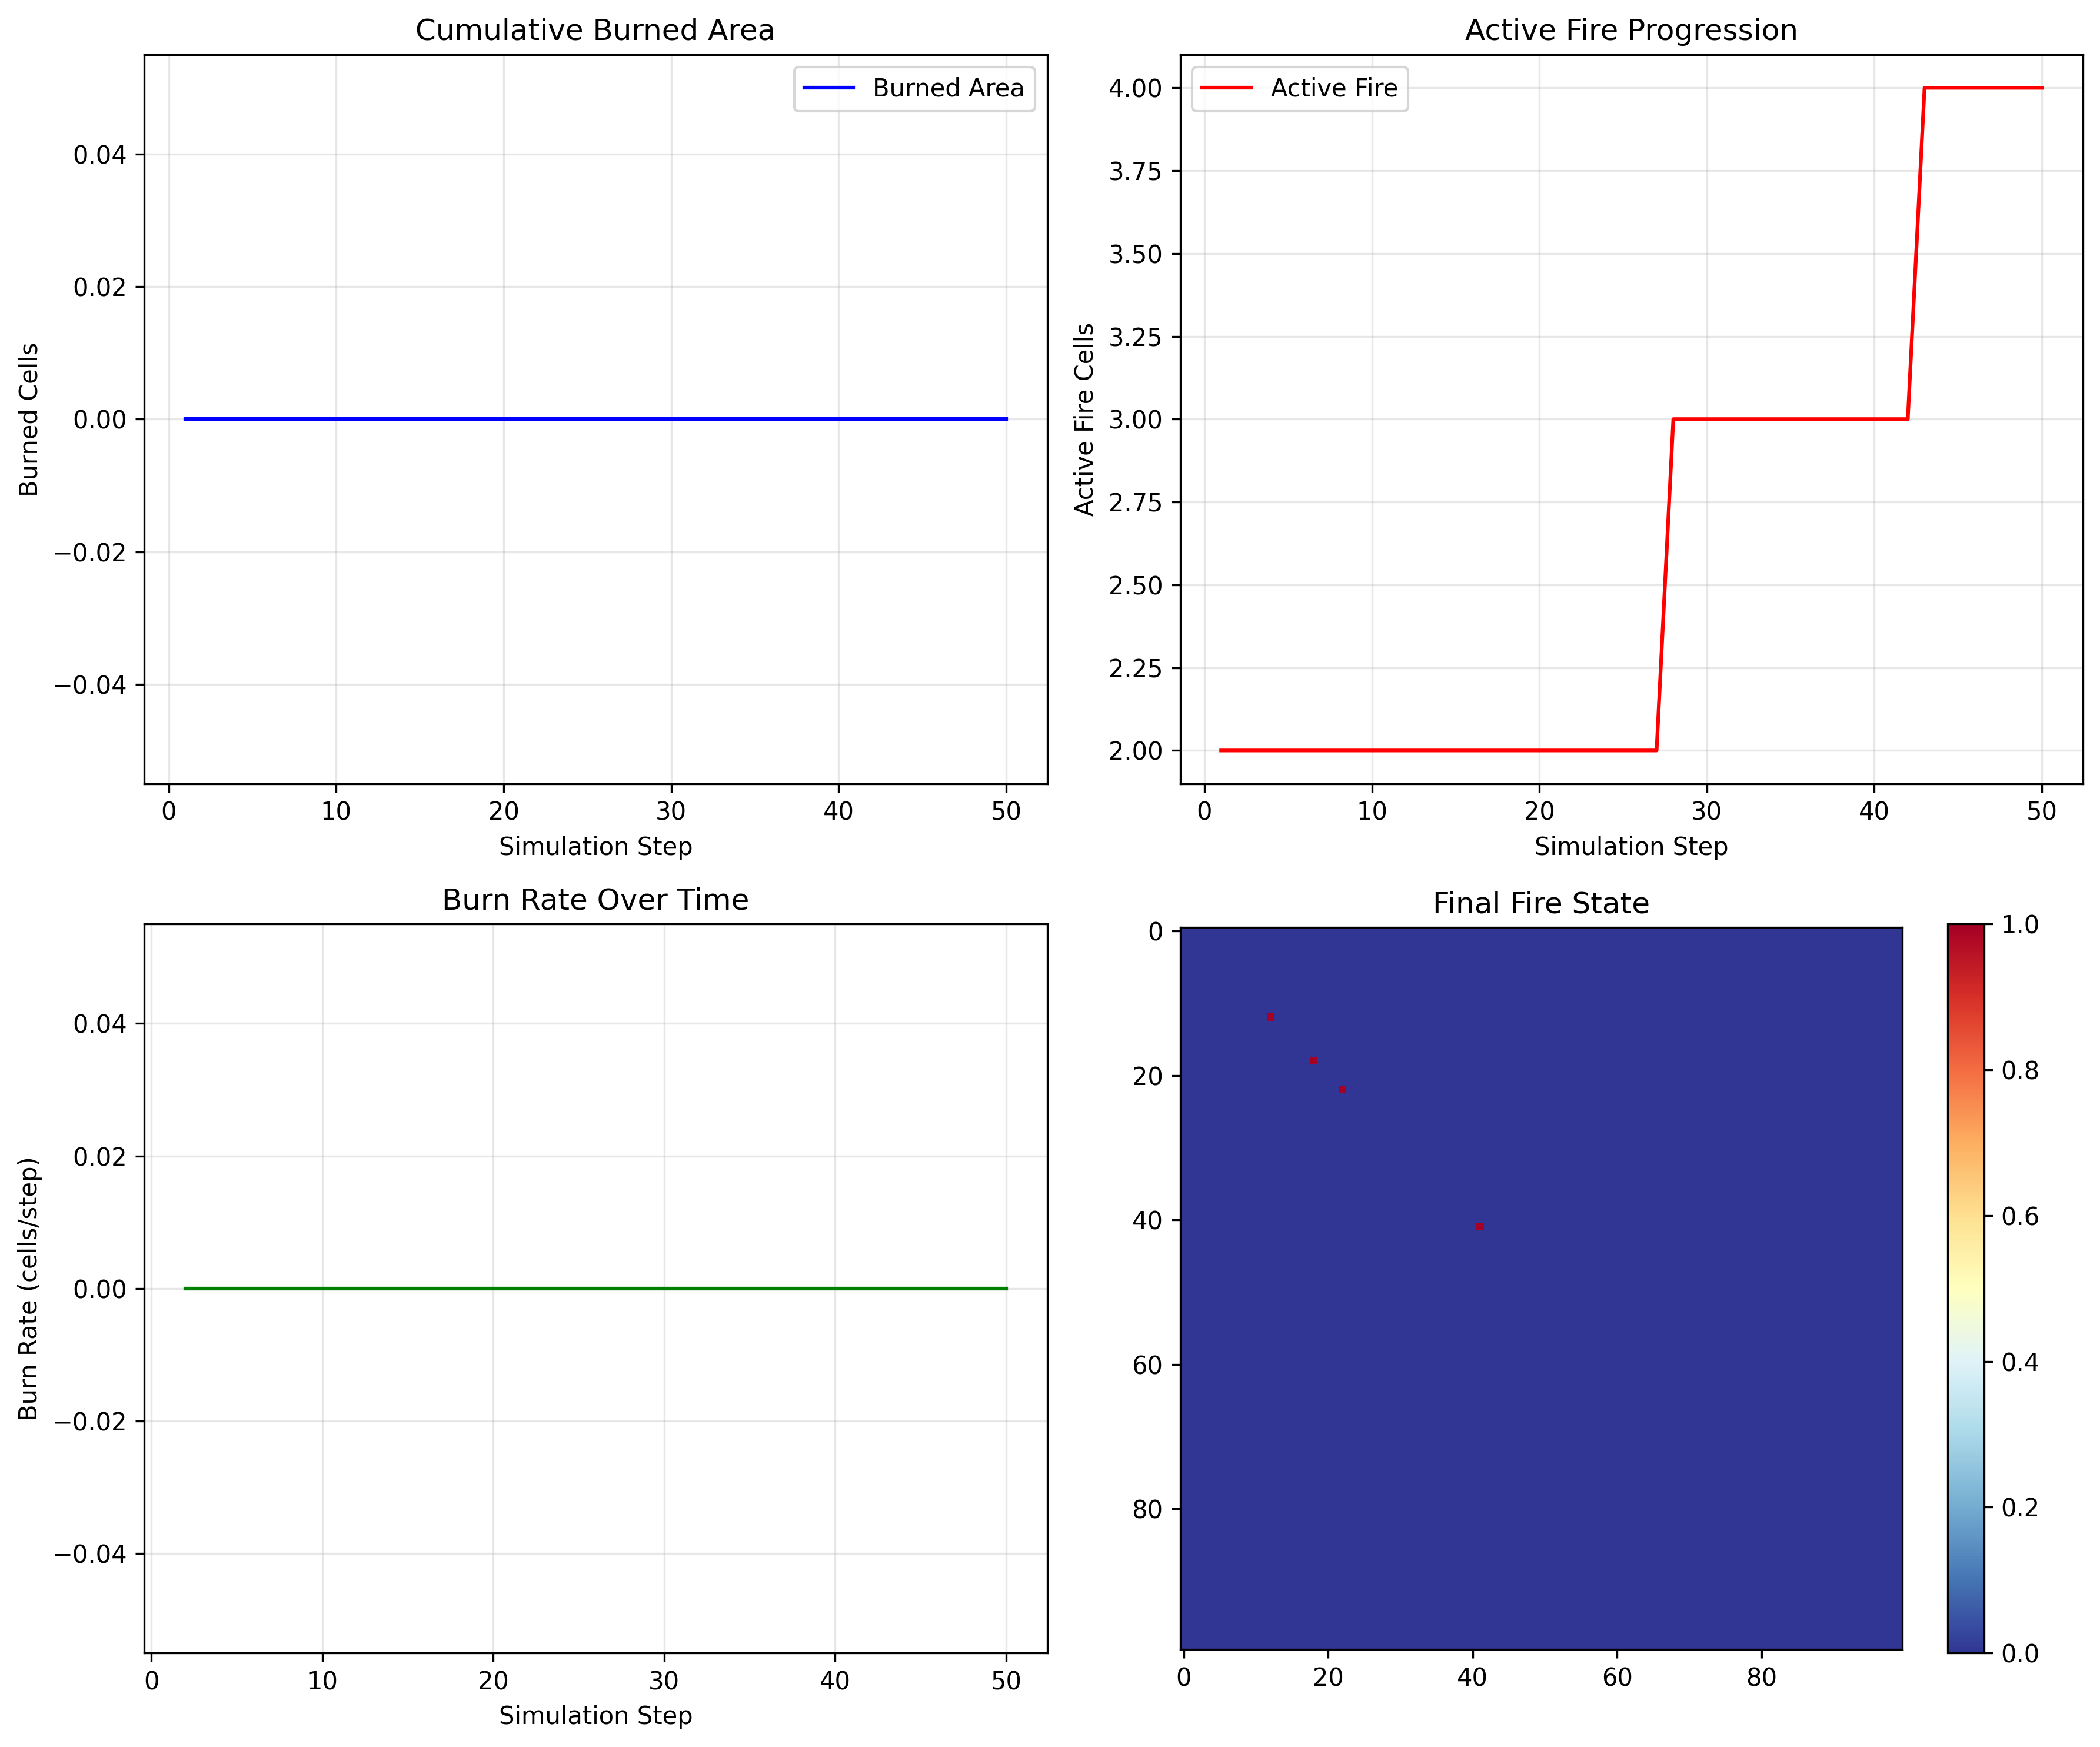 Cumulative Burned Area
Burned Area
0.04
0.02
0.00
−0.02
−0.04
Burned Cells
0 10 20 30 40 50
Simulation Step
Active Fire Progression
Active Fire
4.00
3.75
3.50
3.25
3.00
2.75
2.50
2.25
2.00
Active Fire Cells
0 10 20 30 40 50
Simulation Step
Burn Rate Over Time
0.04
0.02
0.00
−0.02
−0.04
Burn Rate (cells/step)
0 10 20 30 40 50
Simulation Step
Final Fire State
0
20
40
60
80
0 20 40 60 80
1.0
0.8
0.6
0.4
0.2
0.0